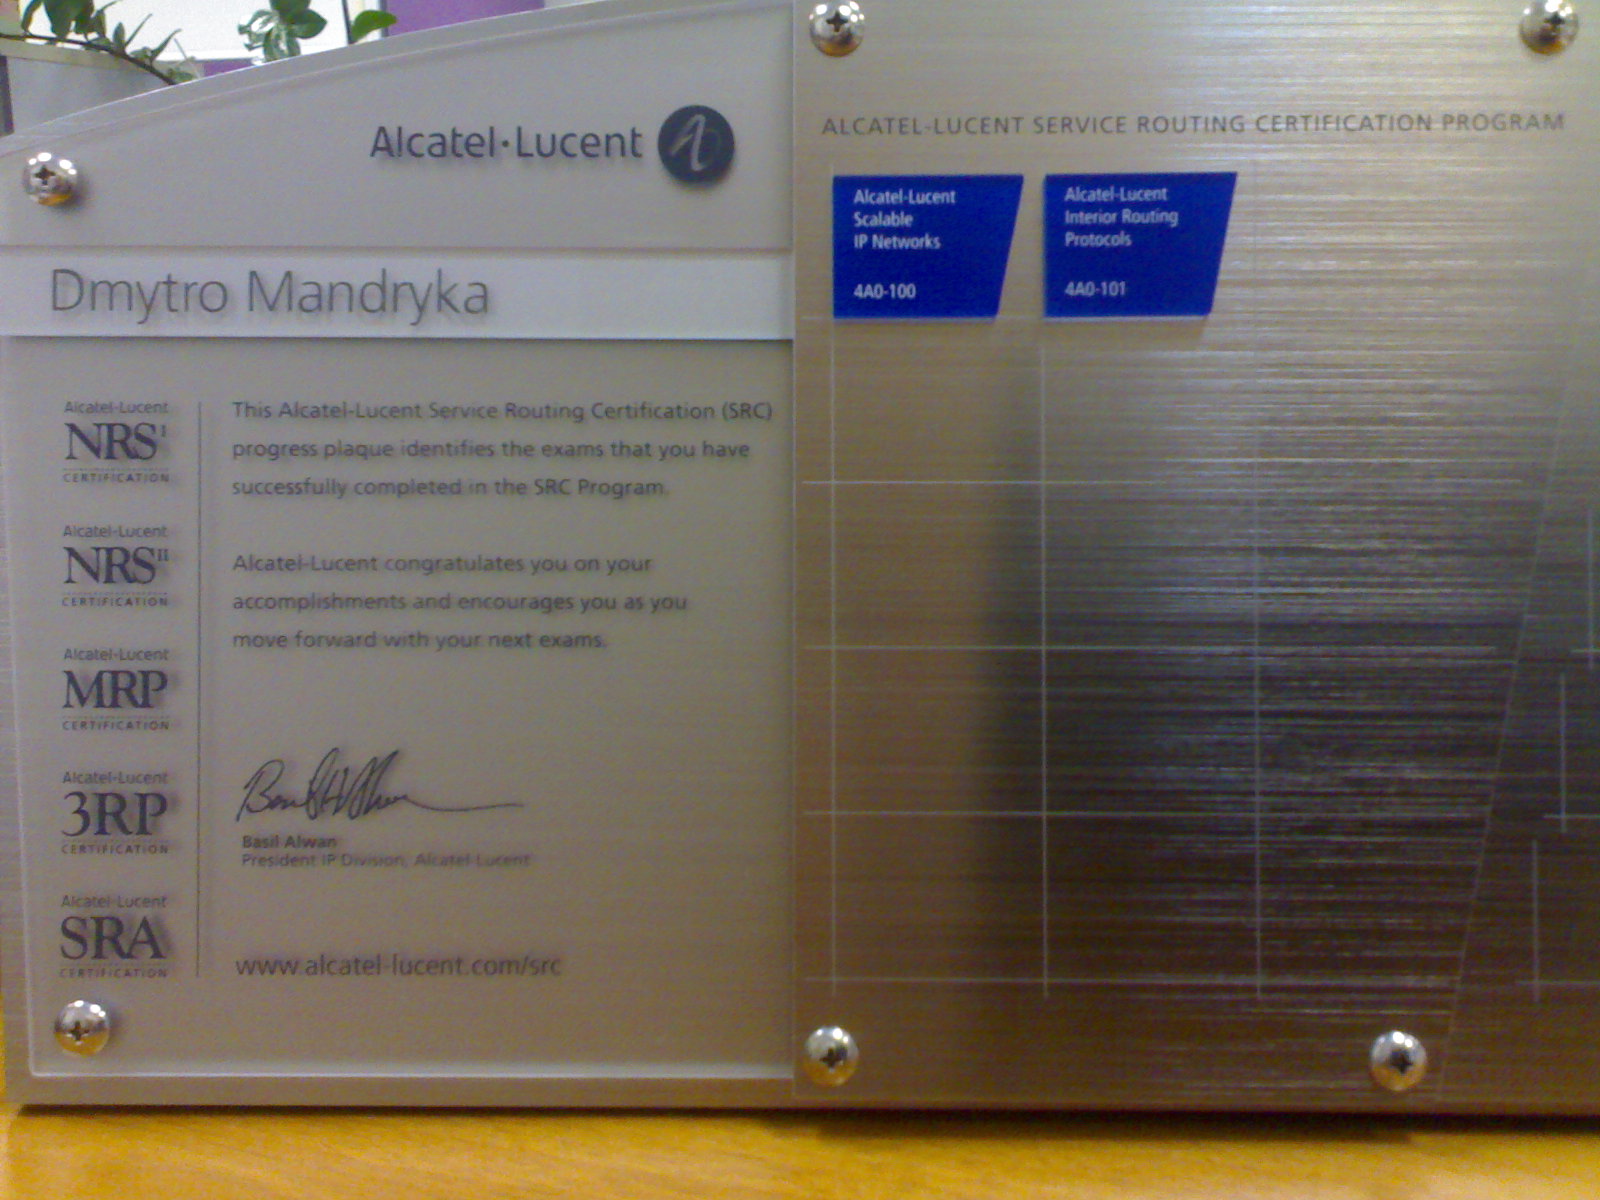 Alcatel·Lucent
Dmytro Mandryka
Alcatel-Lucent
NRS I
CERTIFICATION
Alcatel-Lucent
NRS II
CERTIFICATION
Alcatel-Lucent
MRP
CERTIFICATION
Alcatel-Lucent
3RP
CERTIFICATION
Alcatel-Lucent
SRA
CERTIFICATION
This Alcatel-Lucent Service Routing Certification (SRC)
progress plaque identifies the exams that you have
successfully completed in the SRC Program.
Alcatel-Lucent congratulates you on your
accomplishments and encourages you as you
move forward with your next exams.
Basil Alwan
President IP Division, Alcatel-Lucent
www.alcatel-lucent.com/src
ALCATEL-LUCENT SERVICE ROUTING CERTIFICATION PROGRAM
Alcatel-Lucent
Scalable
IP Networks
4A0-100
Alcatel-Lucent
Interior Routing
Protocols
4A0-101